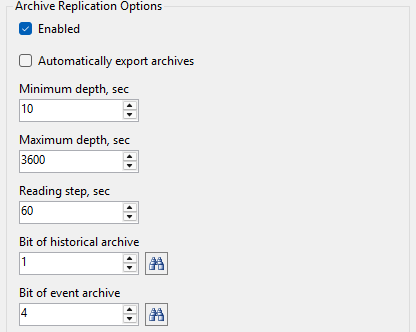 Archive Replication Options
Enabled
Automatically export archives
Minimum depth, sec
10
Maximum depth, sec
3600
Reading step, sec
60
Bit of historical archive
1
Bit of event archive
4